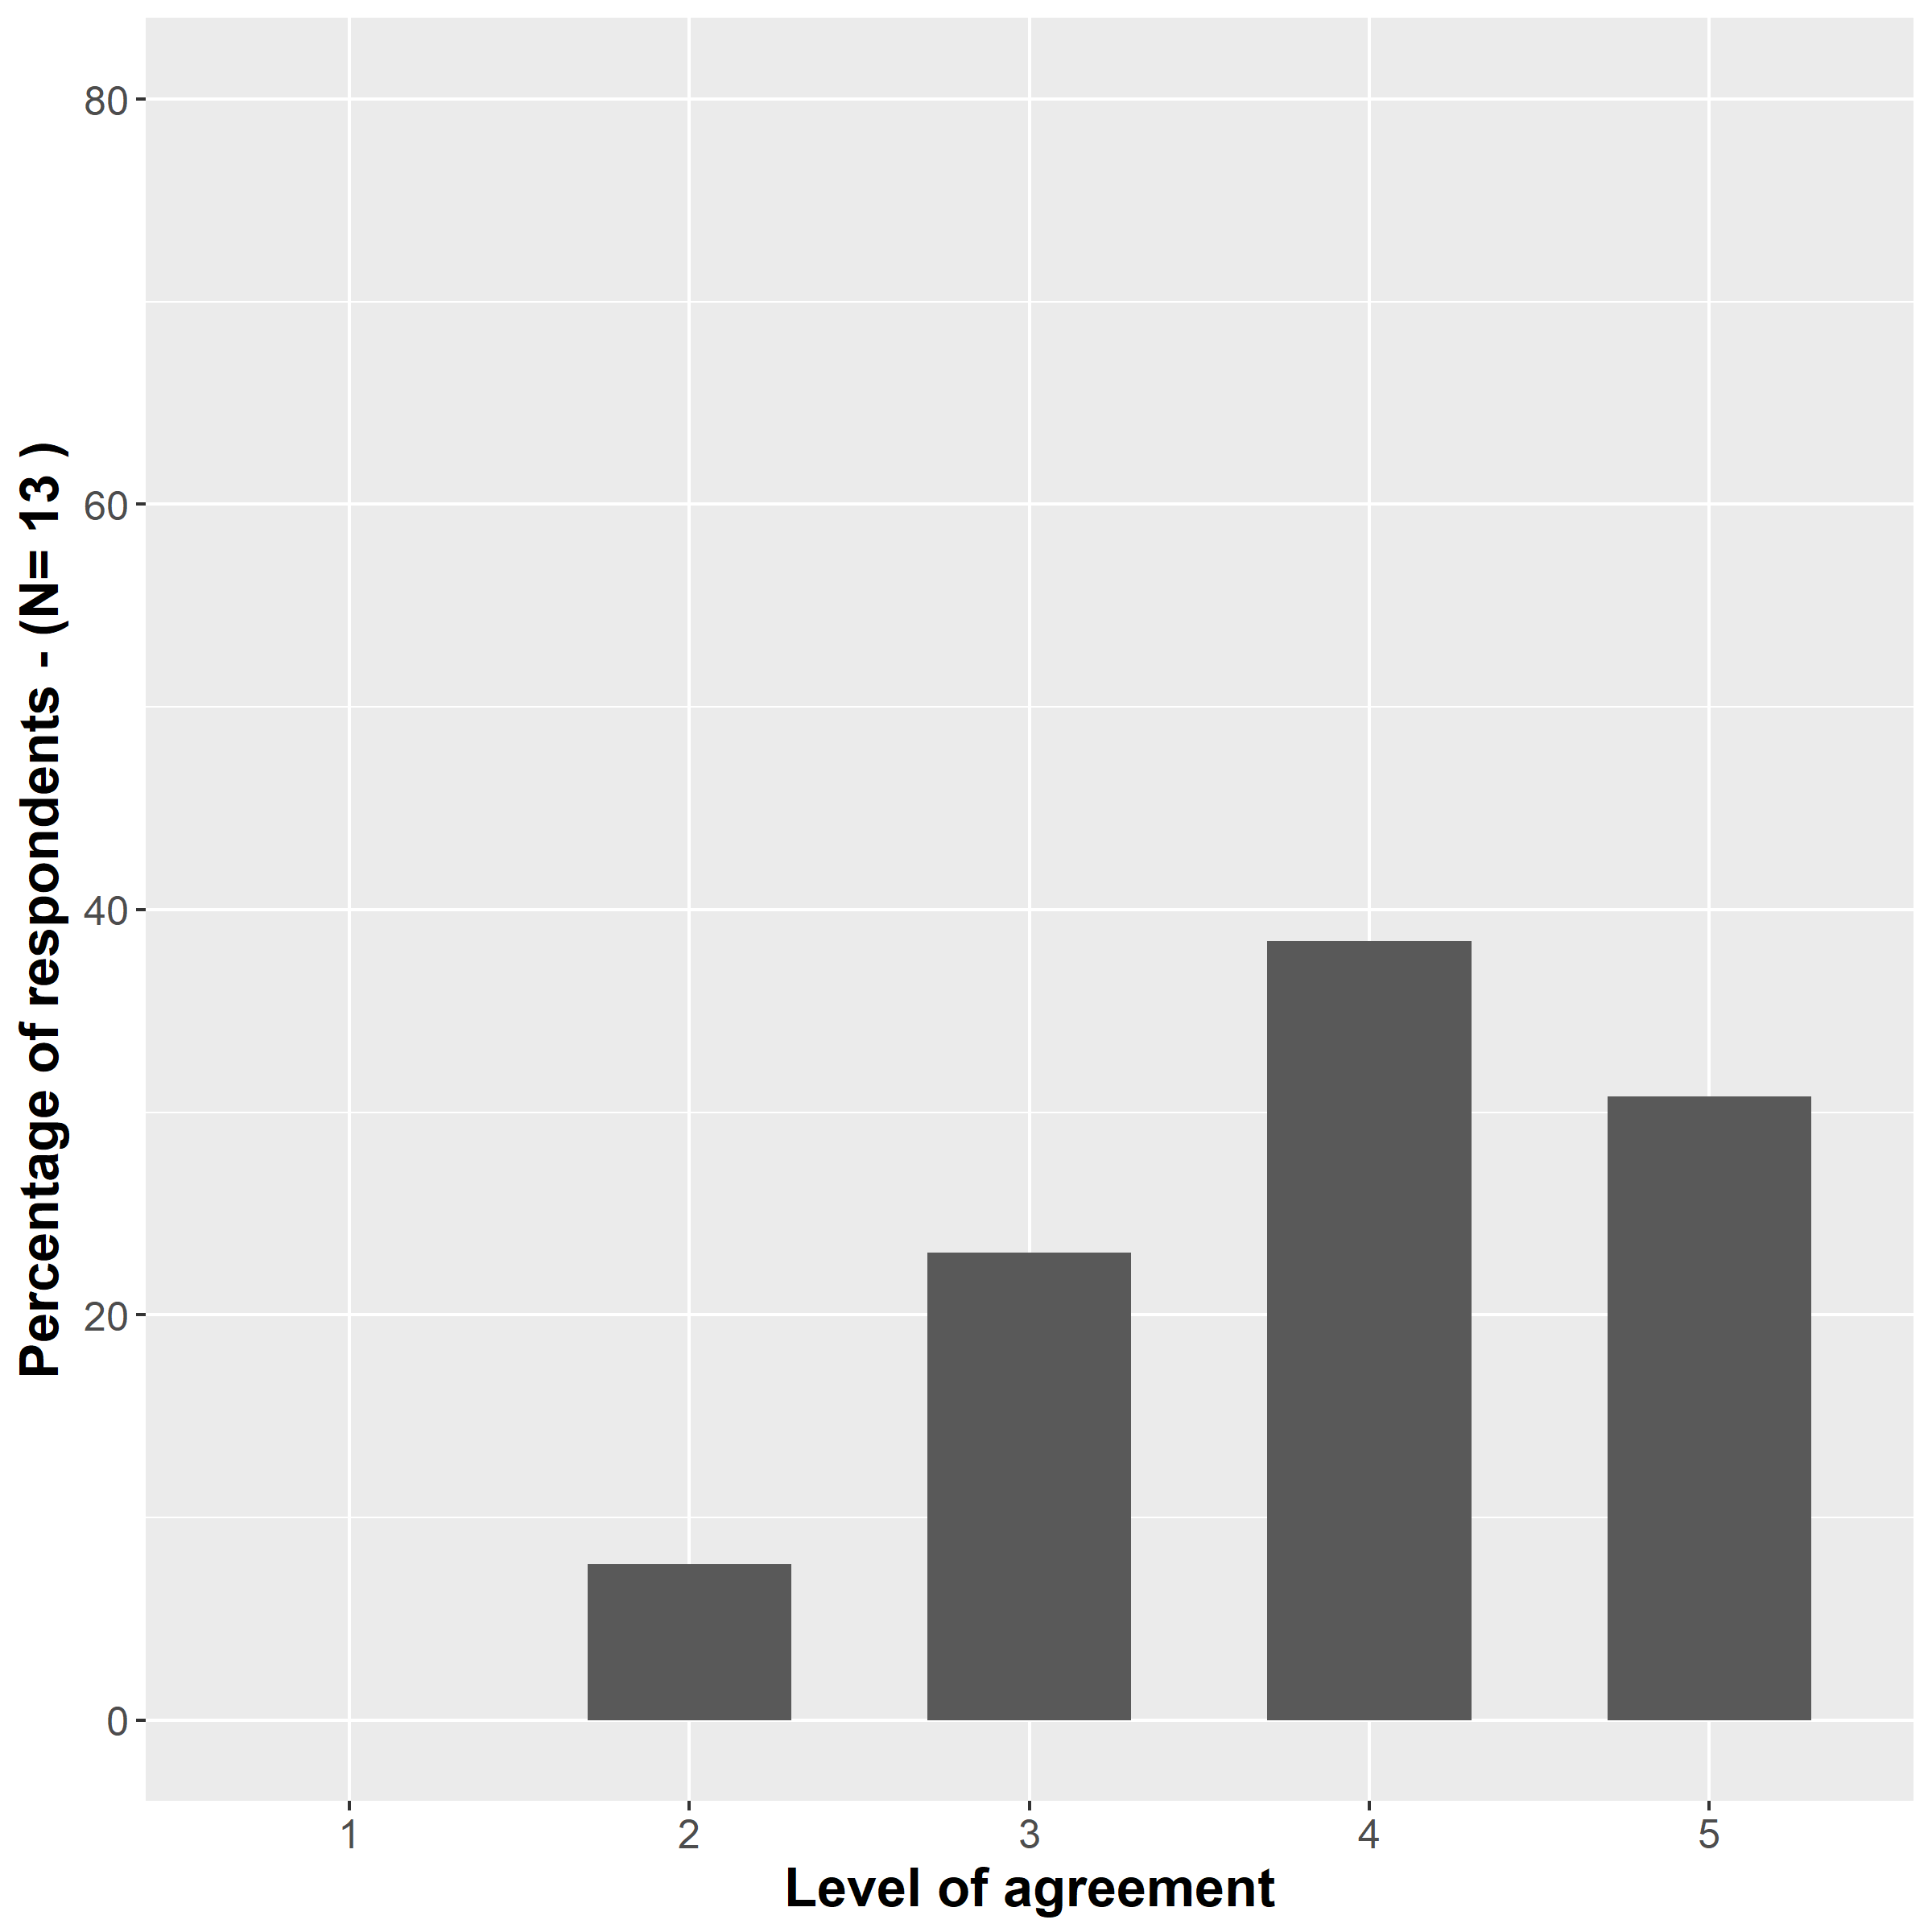 Percentage of respondents - (N= 13 )
80
60
40
20
0
1 2 3 4 5
Level of agreement